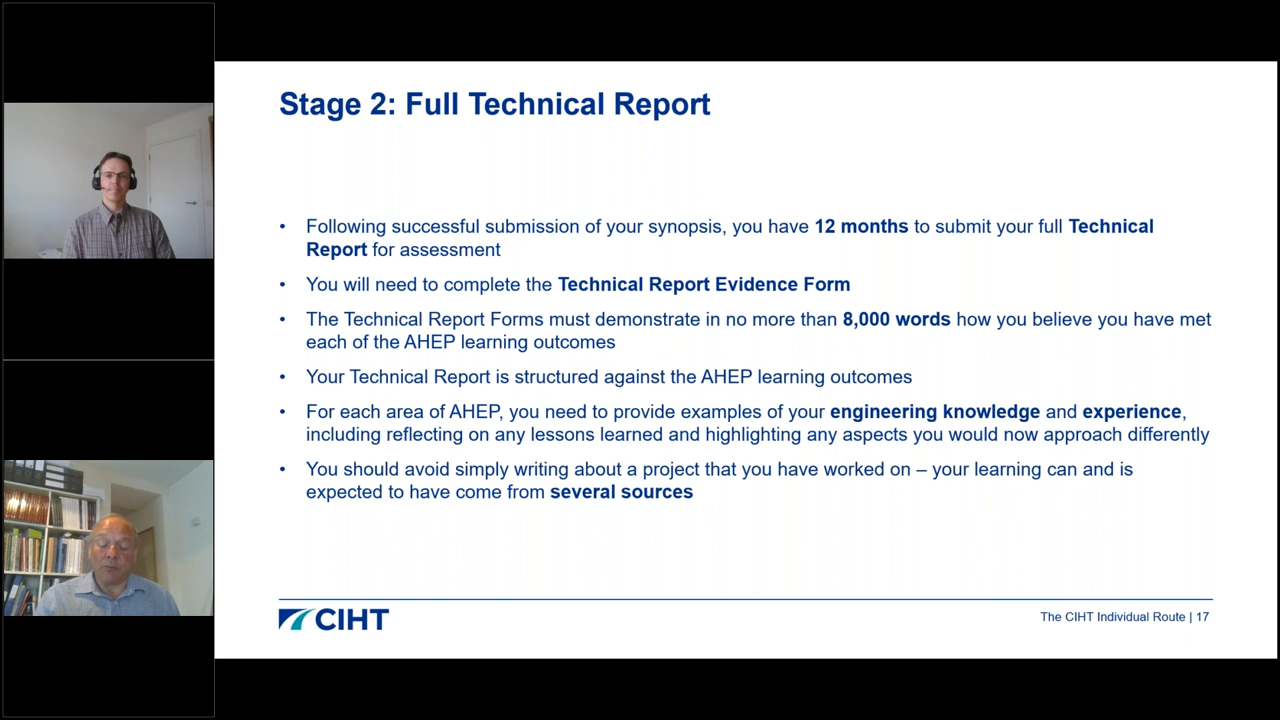 Stage 2: Full Technical Report
• Following successful submission of your synopsis, you have 12 months to submit your full Technical
Report for assessment
• You will need to complete the Technical Report Evidence Form
• The Technical Report Forms must demonstrate in no more than 8,000 words how you believe you have met
each of the AHEP learning outcomes
• Your Technical Report is structured against the AHEP learning outcomes
• For each area of AHEP, you need to provide examples of your engineering knowledge and experience,
including reflecting on any lessons learned and highlighting any aspects you would now approach differently
• You should avoid simply writing about a project that you have worked on – your learning can and is
expected to have come from several sources
CIHT
The CIHT Individual Route | 17